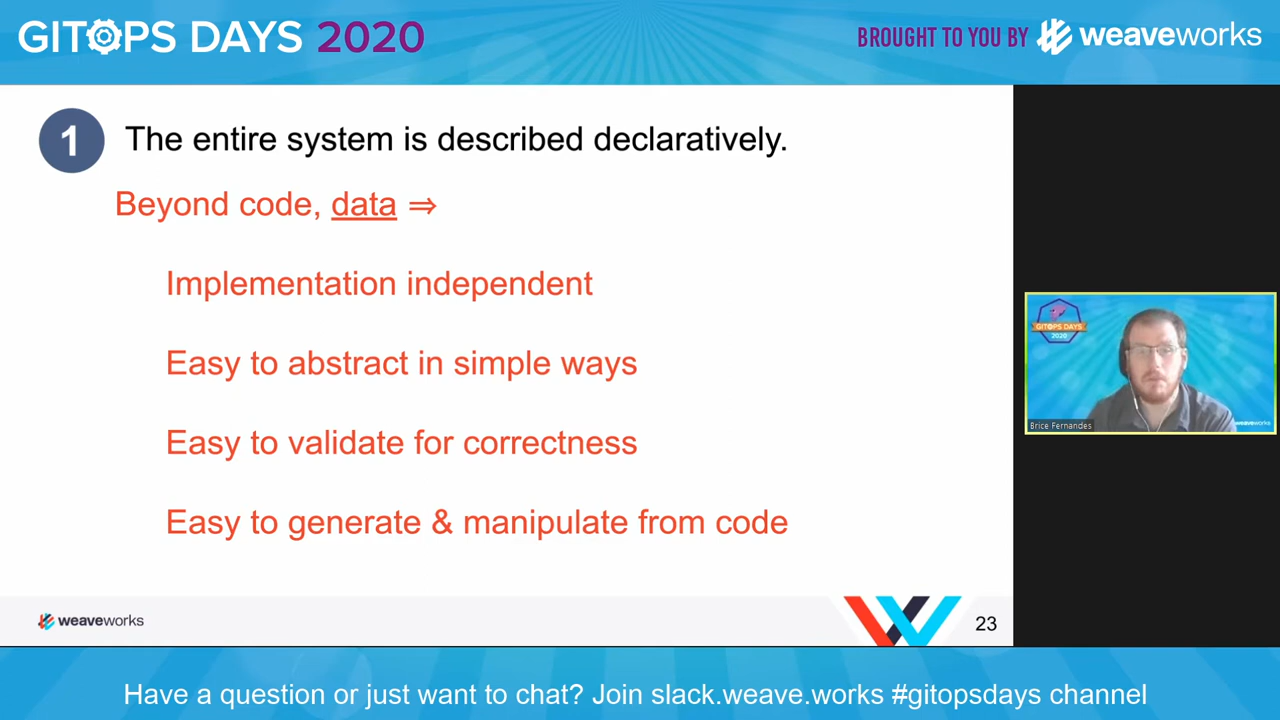 GITOPS DAYS 2020
BROUGHT TO YOU BY weaveworks
1 The entire system is described declaratively.
Beyond code, data ⇒
Implementation independent
Easy to abstract in simple ways
Easy to validate for correctness
Easy to generate & manipulate from code
GITOPS DAYS
2020
Brice Fernandes
weaveworks
weaveworks
23
Have a question or just want to chat? Join slack.weave.works #gitopsdays channel